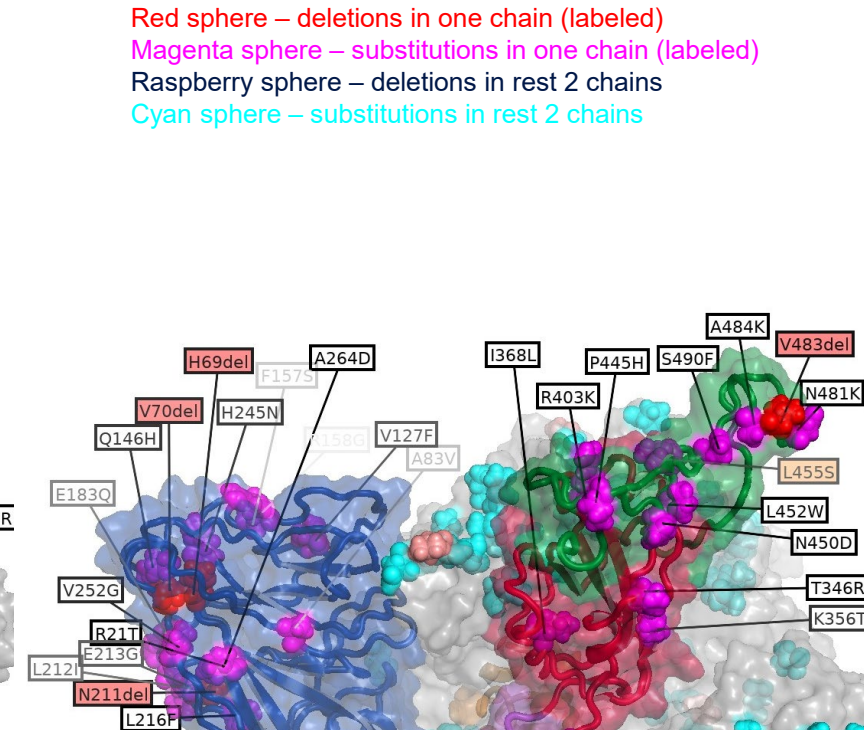 Red sphere – deletions in one chain (labeled)
Magenta sphere – substitutions in one chain (labeled)
Raspberry sphere – deletions in rest 2 chains
Cyan sphere – substitutions in rest 2 chains
A484K
V483del
H69del
A264D
I368L
P445H
S490F
F157S
N481K
R403K
V70del
H245N
Q146H
R158G
V127F
A83V
L455S
E183Q
R
L452W
N450D
V252G
T346R
K356T
R21T
E213G
L212I
N211del
L216F